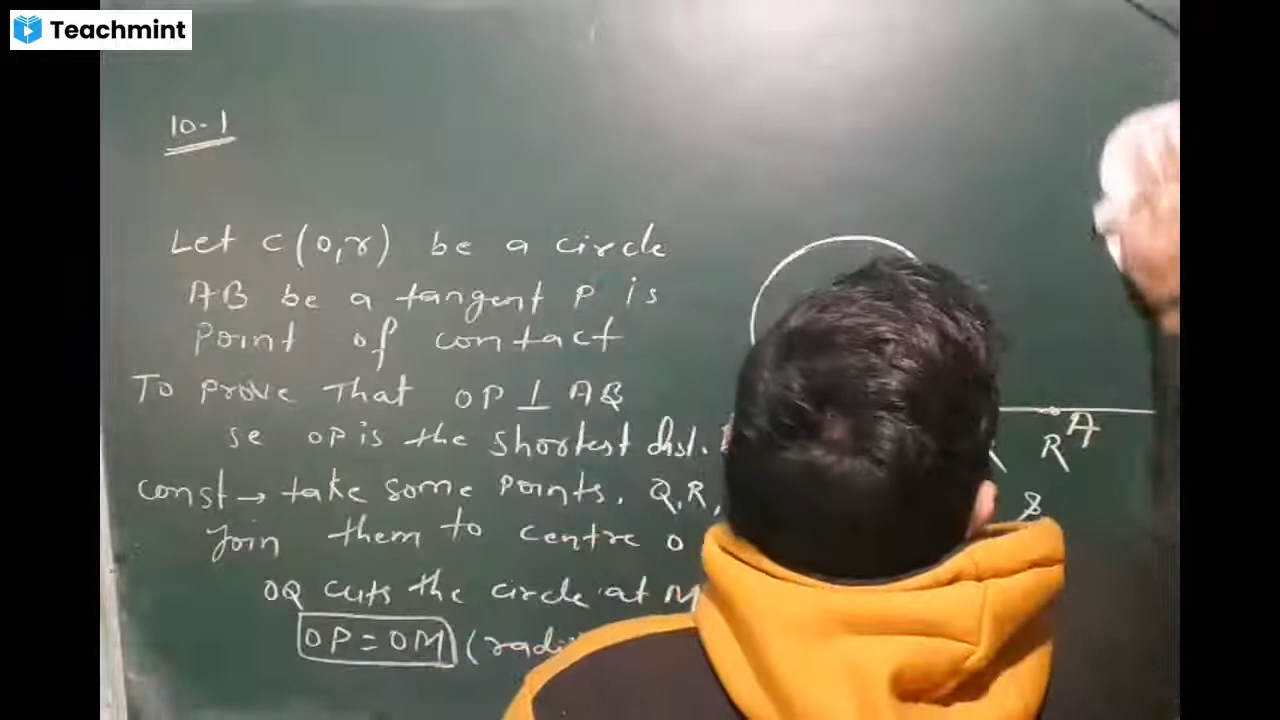 Teachmint
10-1
Let C(O,r) be a circle
AB be a tangent P is
Point of contact
To prove that OP ⊥ AB
se OP is the shortest dist.
const → take some points. Q,R,
Join them to centre O
OQ cuts the circle at M
OP = OM (radi
A
R